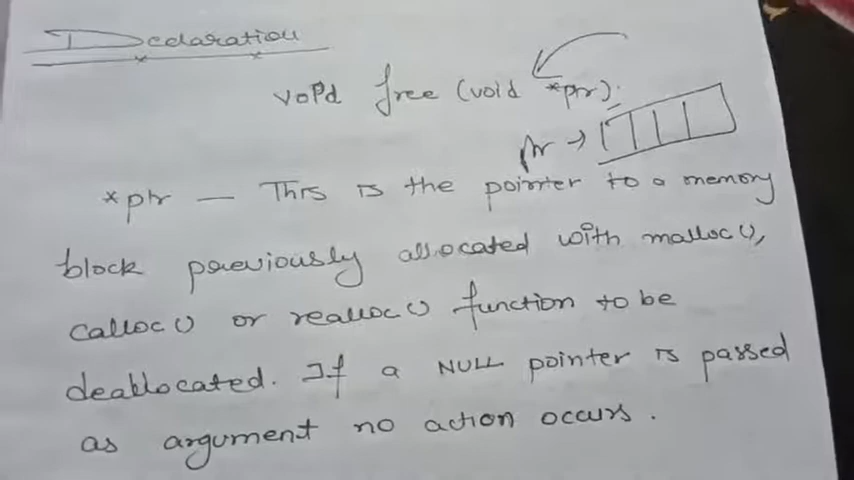 Declaration
void free (void *ptr);
ptr →
*ptr — This is the pointer to a memory
block previously allocated with malloc(),
calloc() or realloc() function to be
deallocated. If a NULL pointer is passed
as argument no action occurs.